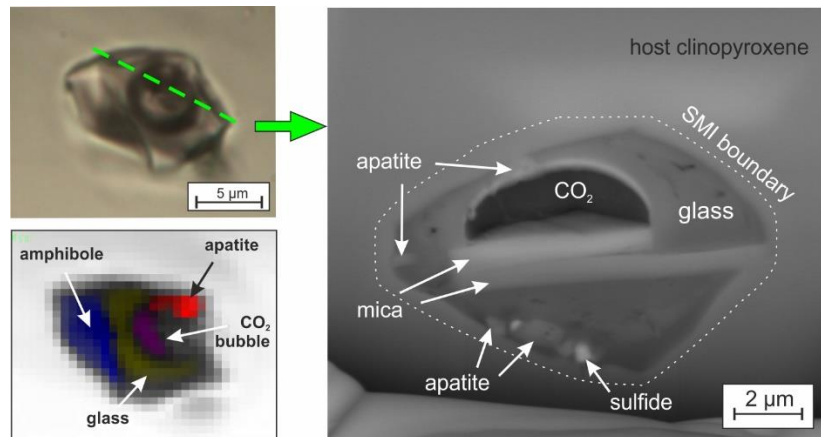 5 µm
apatite
amphibole
CO₂
bubble
glass
host clinopyroxene
SMI boundary
apatite
CO₂
glass
mica
apatite
sulfide
2 µm